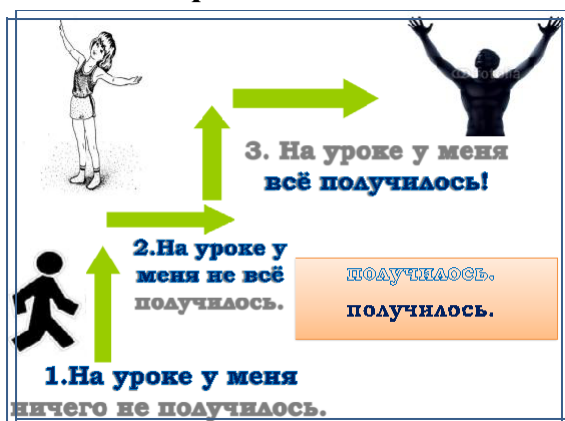 3. На уроке у меня
всё получилось!
2.На уроке у
меня не всё
получилось.
получилось.
получилось.
1.На уроке у меня
ничего не получилось.